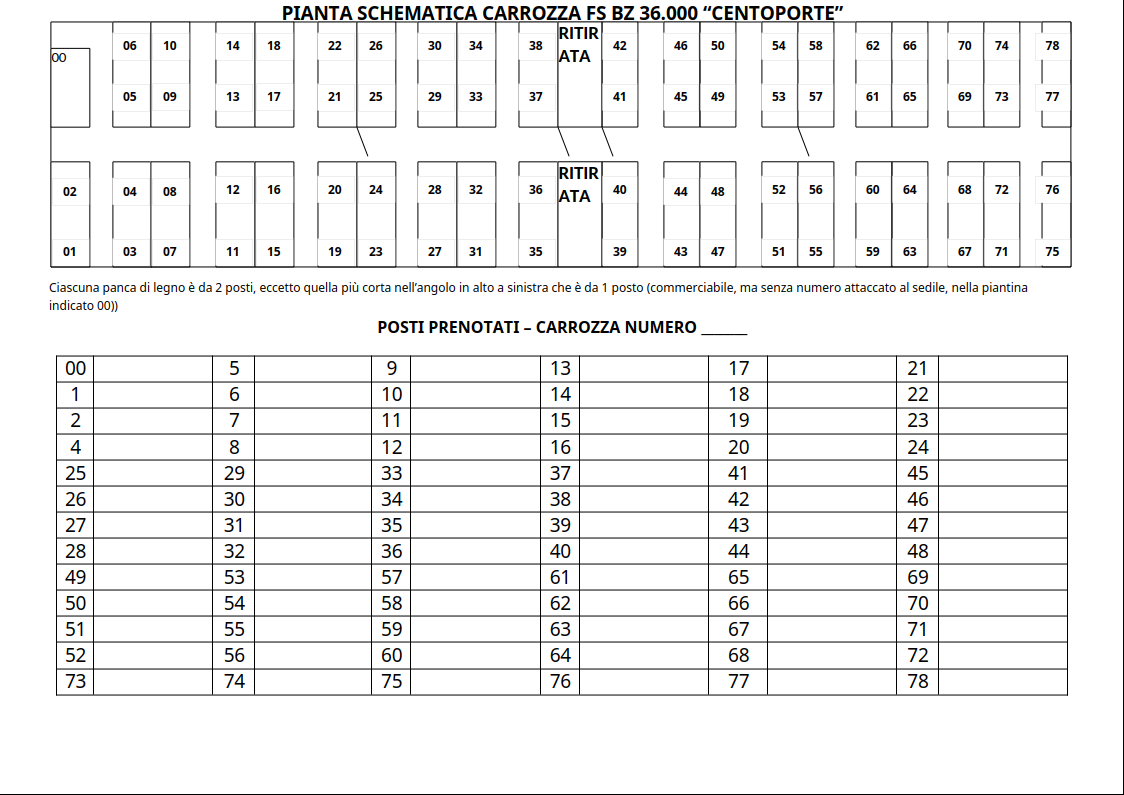 PIANTA SCHEMATICA CARROZZA FS BZ 36.000 “CENTOPORTE”
06 10 14 18 22 26 30 34 38 RITIR 42 46 50 54 58 62 66 70 74 78
00 ATA
05 09 13 17 21 25 29 33 37 41 45 49 53 57 61 65 69 73 77
RITIR
02 04 08 12 16 20 24 28 32 36 ATA 40 44 48 52 56 60 64 68 72 76
01 03 07 11 15 19 23 27 31 35 39 43 47 51 55 59 63 67 71 75
Ciascuna panca di legno è da 2 posti, eccetto quella più corta nell’angolo in alto a sinistra che è da 1 posto (commerciabile, ma senza numero attaccato al sedile, nella piantina
indicato 00))
POSTI PRENOTATI – CARROZZA NUMERO ______
00 5 9 13 17 21
1 6 10 14 18 22
2 7 11 15 19 23
4 8 12 16 20 24
25 29 33 37 41 45
26 30 34 38 42 46
27 31 35 39 43 47
28 32 36 40 44 48
49 53 57 61 65 69
50 54 58 62 66 70
51 55 59 63 67 71
52 56 60 64 68 72
73 74 75 76 77 78